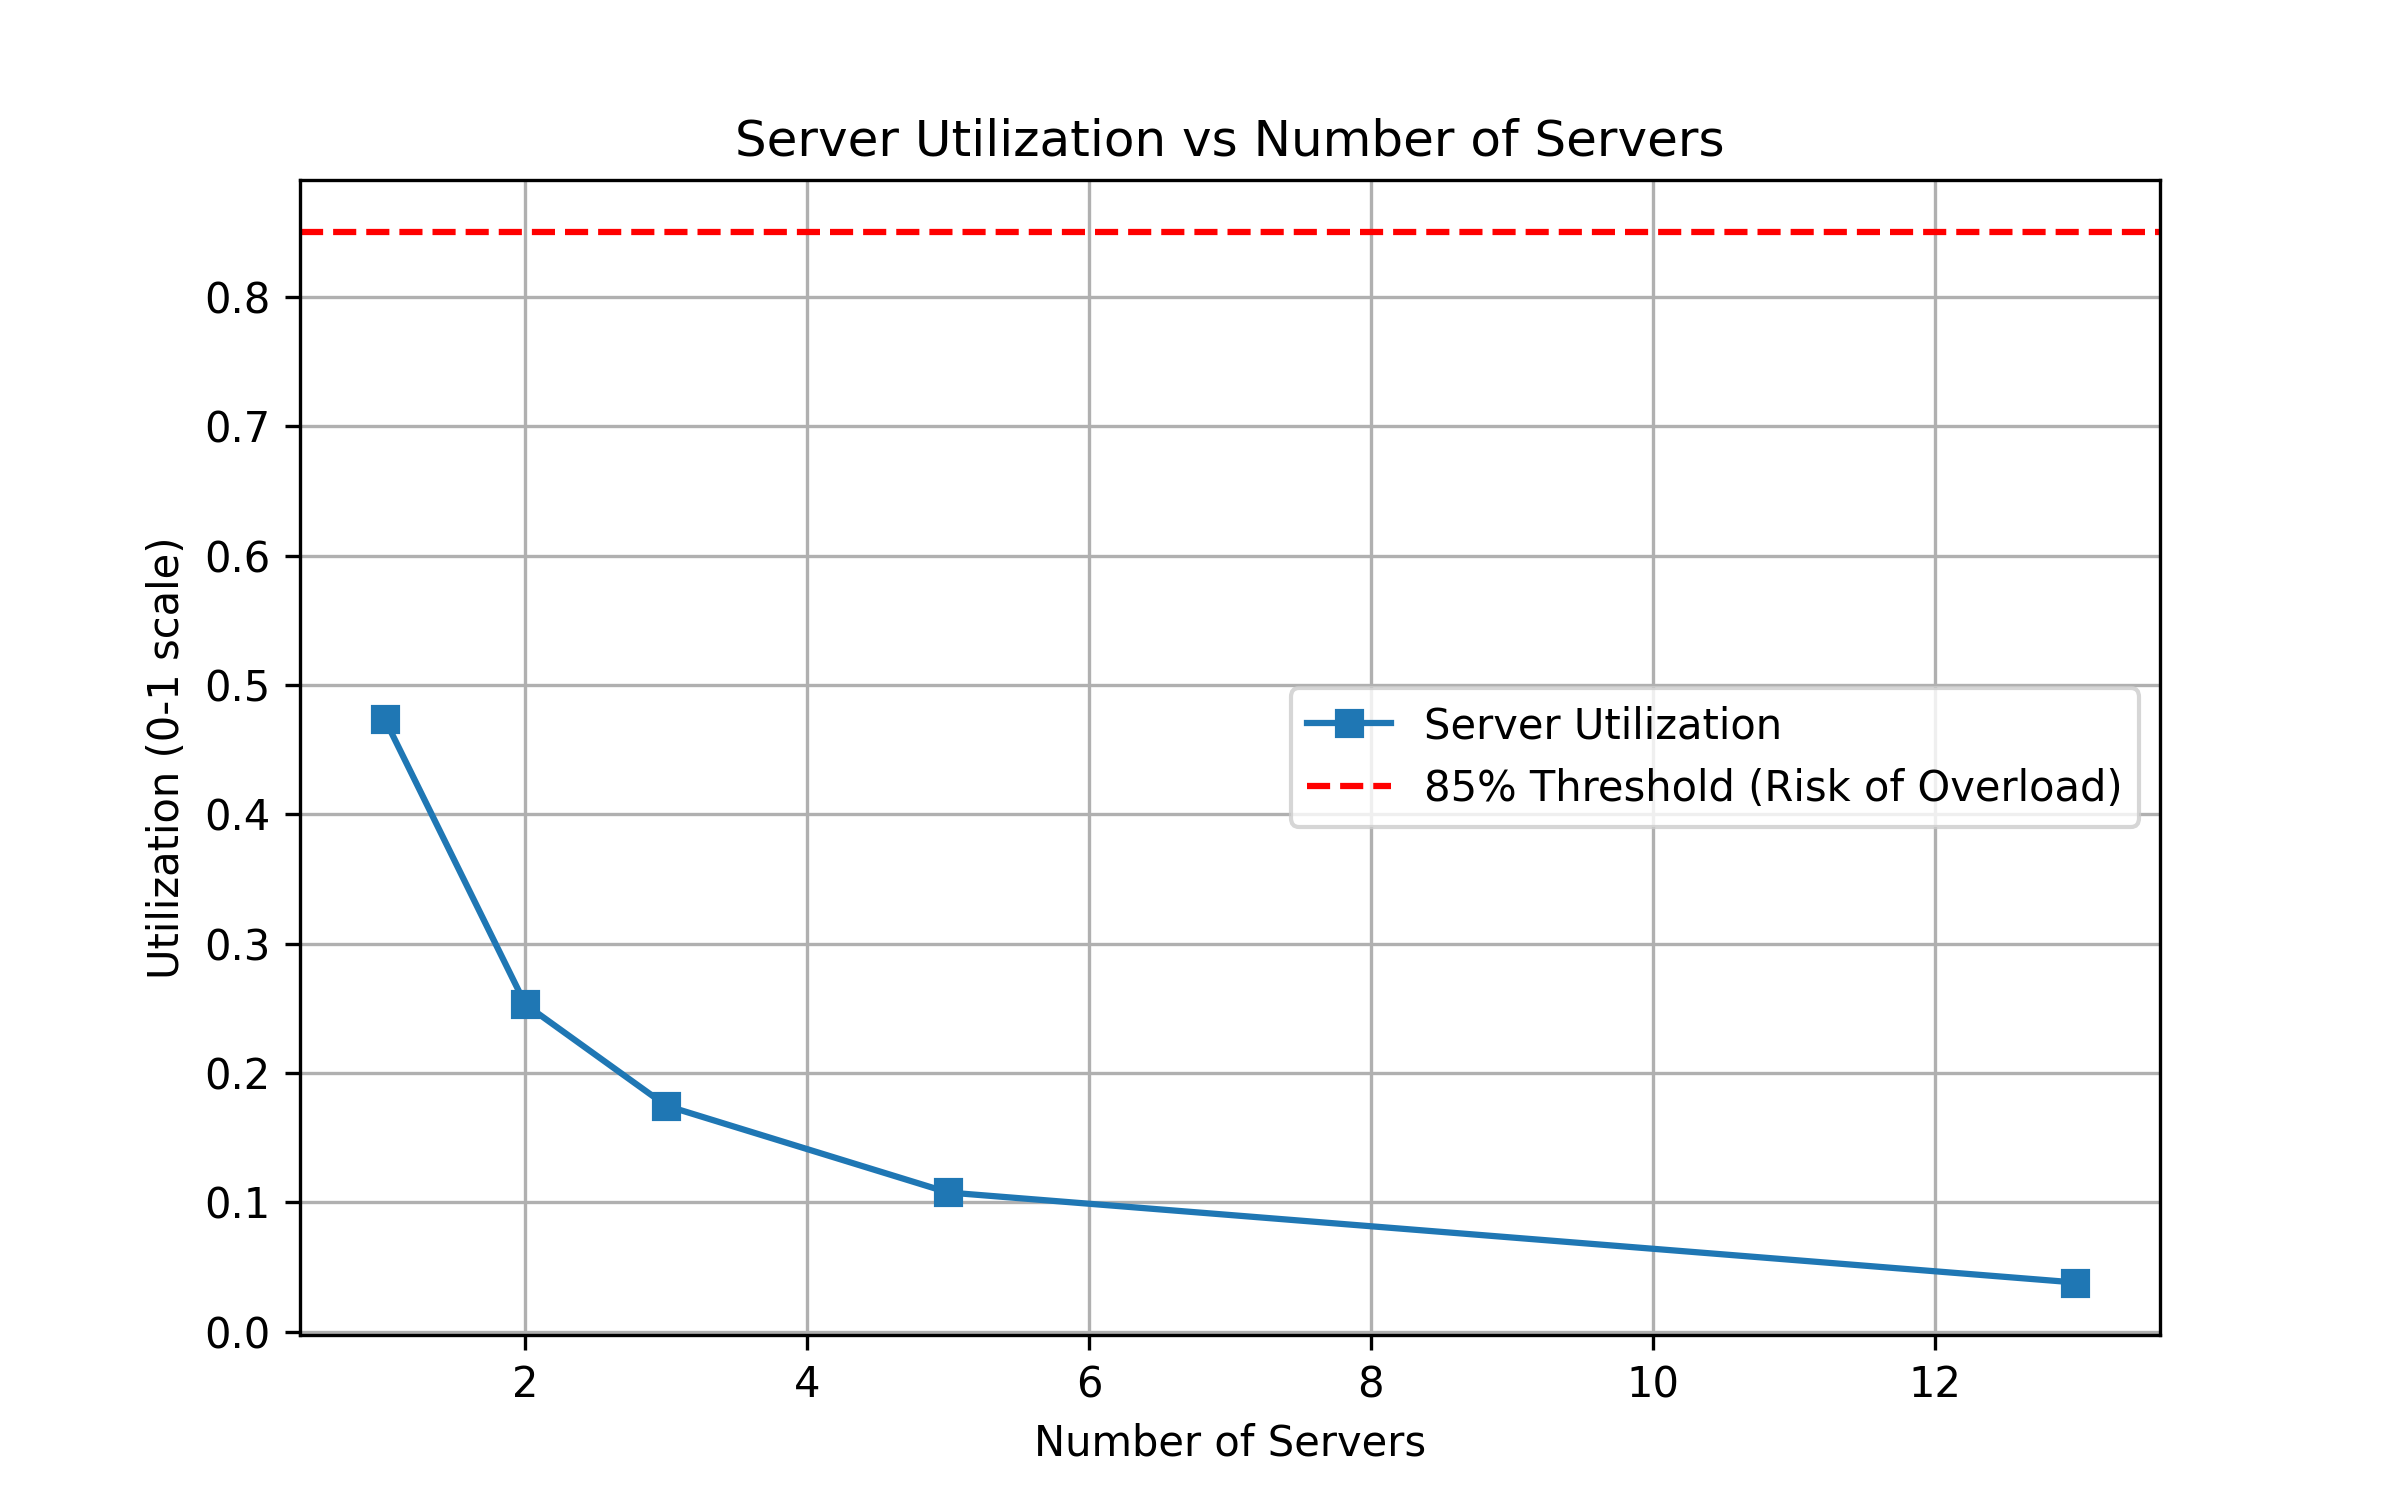 Server Utilization vs Number of Servers
0.8
0.7
0.6
0.5
0.4
0.3
0.2
0.1
0.0
Utilization (0-1 scale)
Server Utilization
85% Threshold (Risk of Overload)
2 4 6 8 10 12
Number of Servers